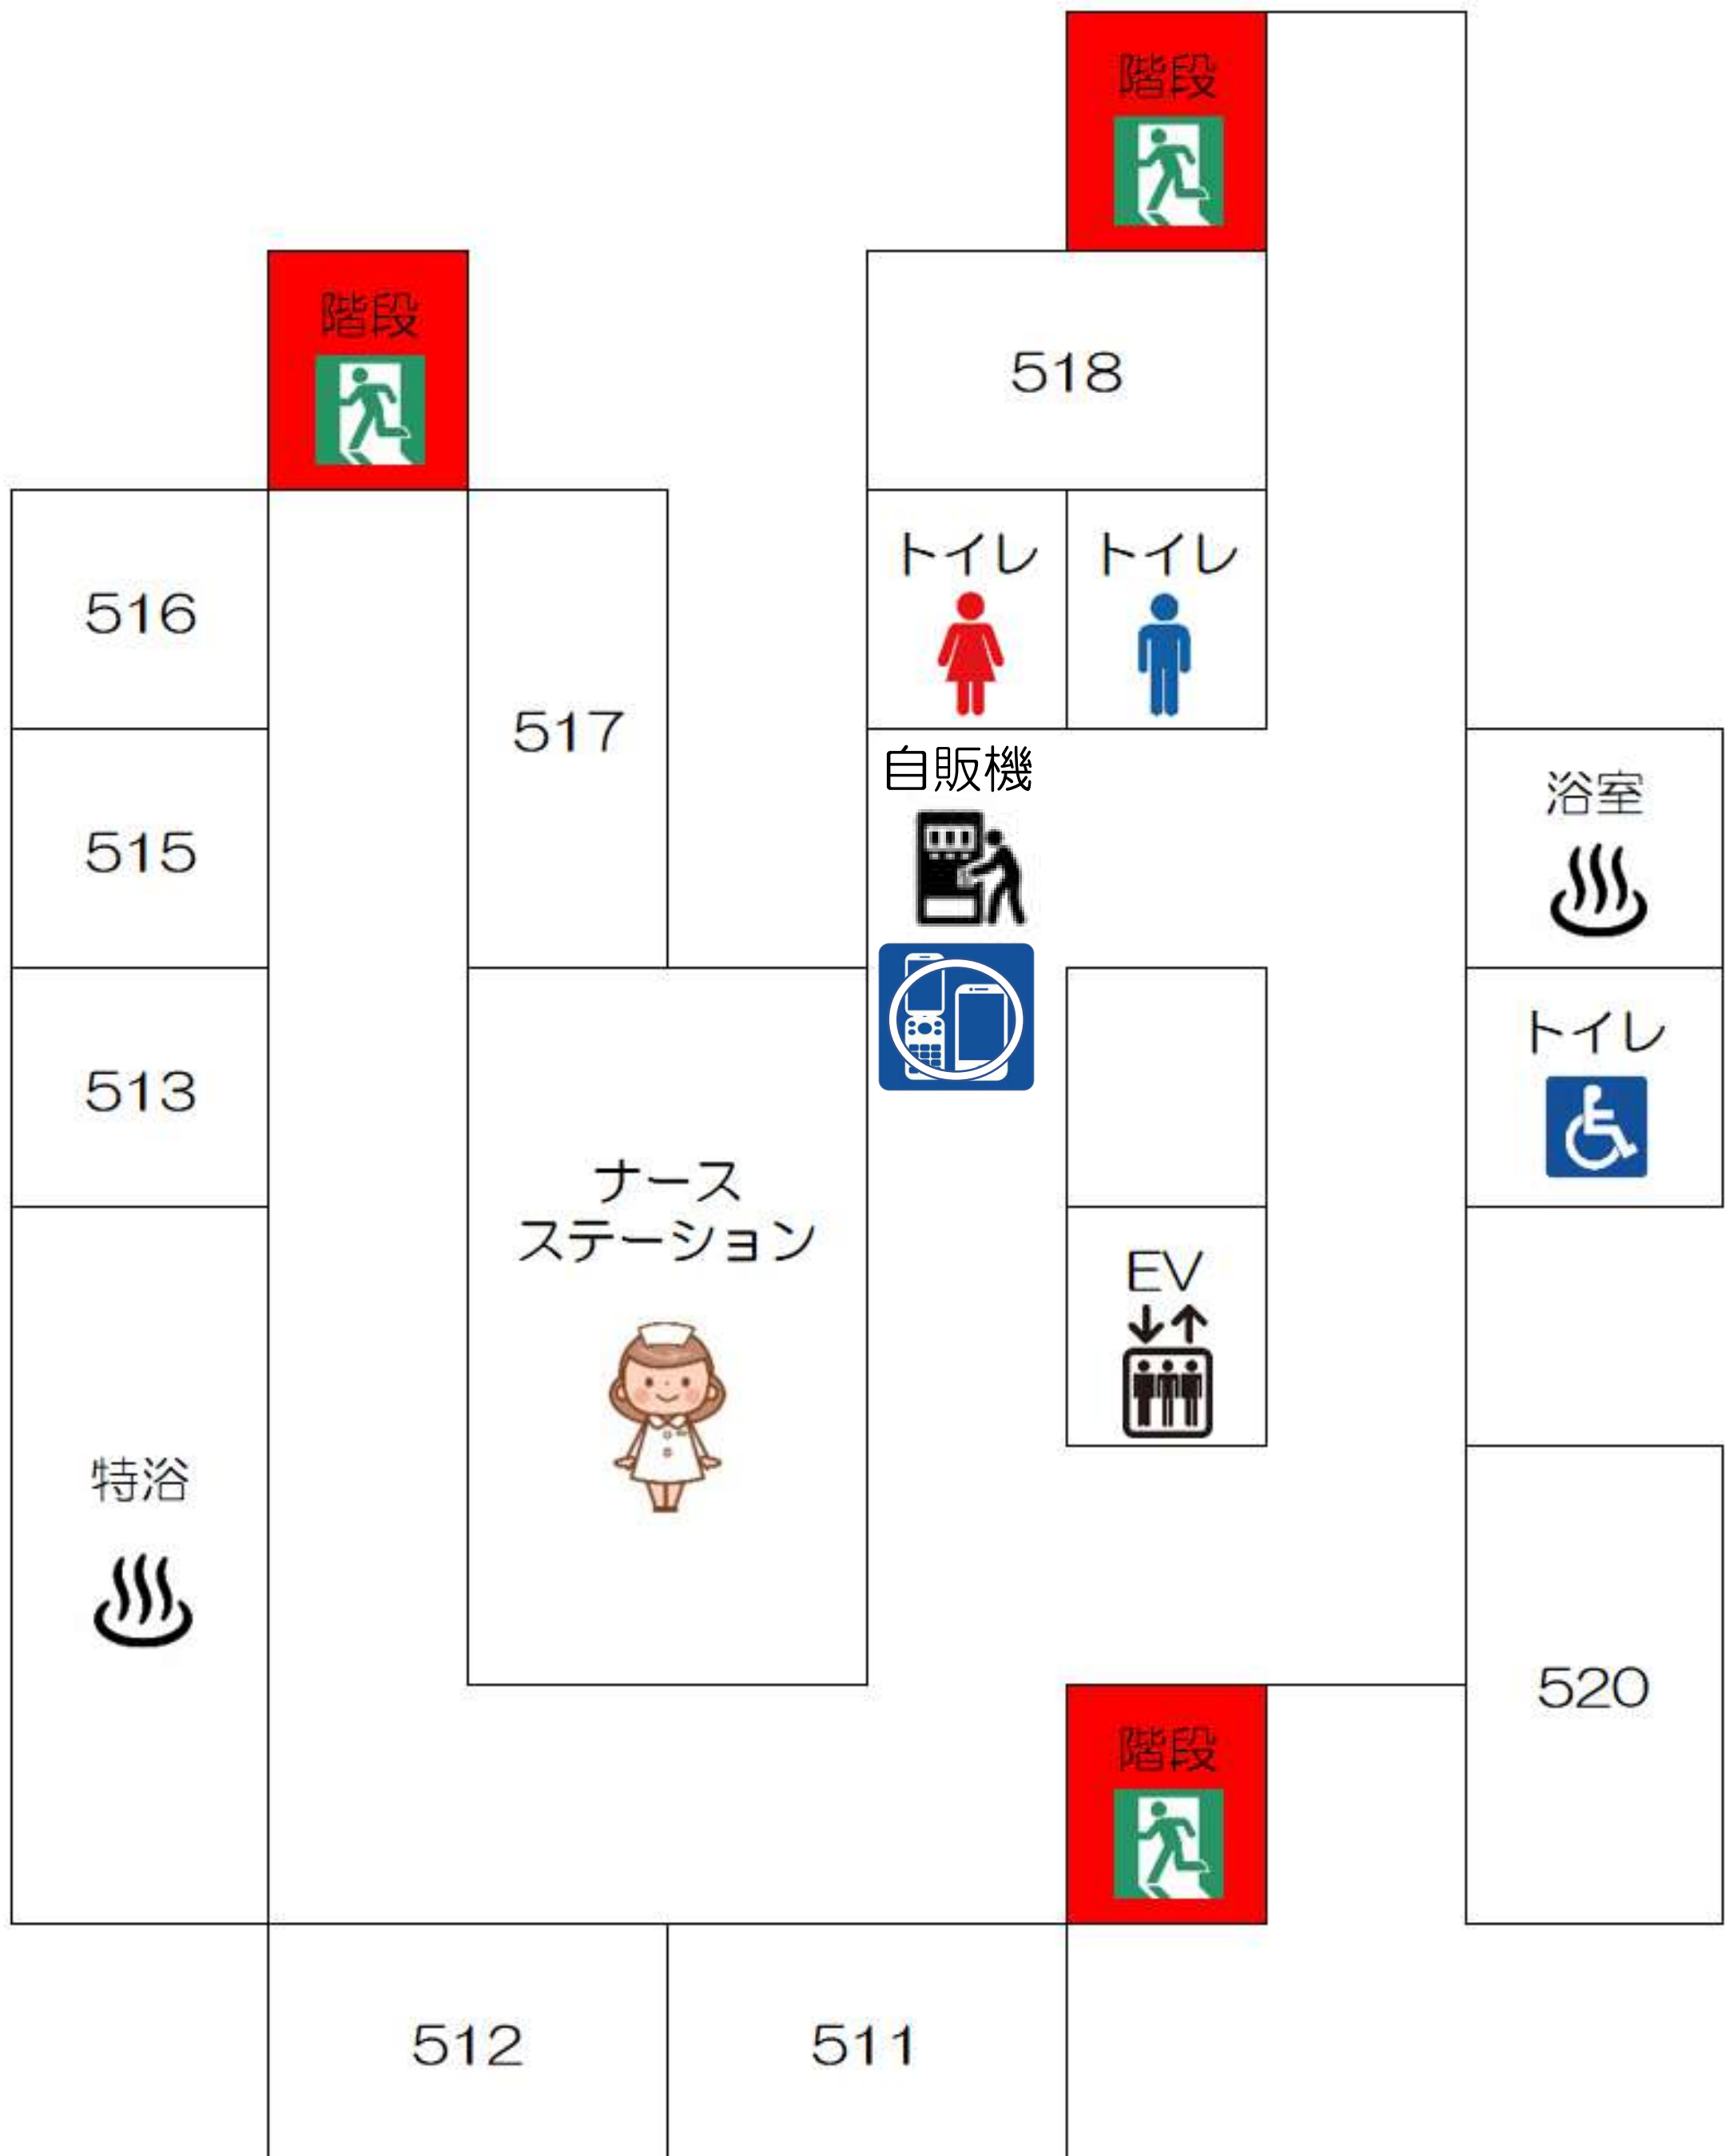 階段
階段
518
516
トイレ
トイレ
517
自販機
浴室
515
トイレ
513
ナース
ステーション
EV
特浴
520
階段
512
511